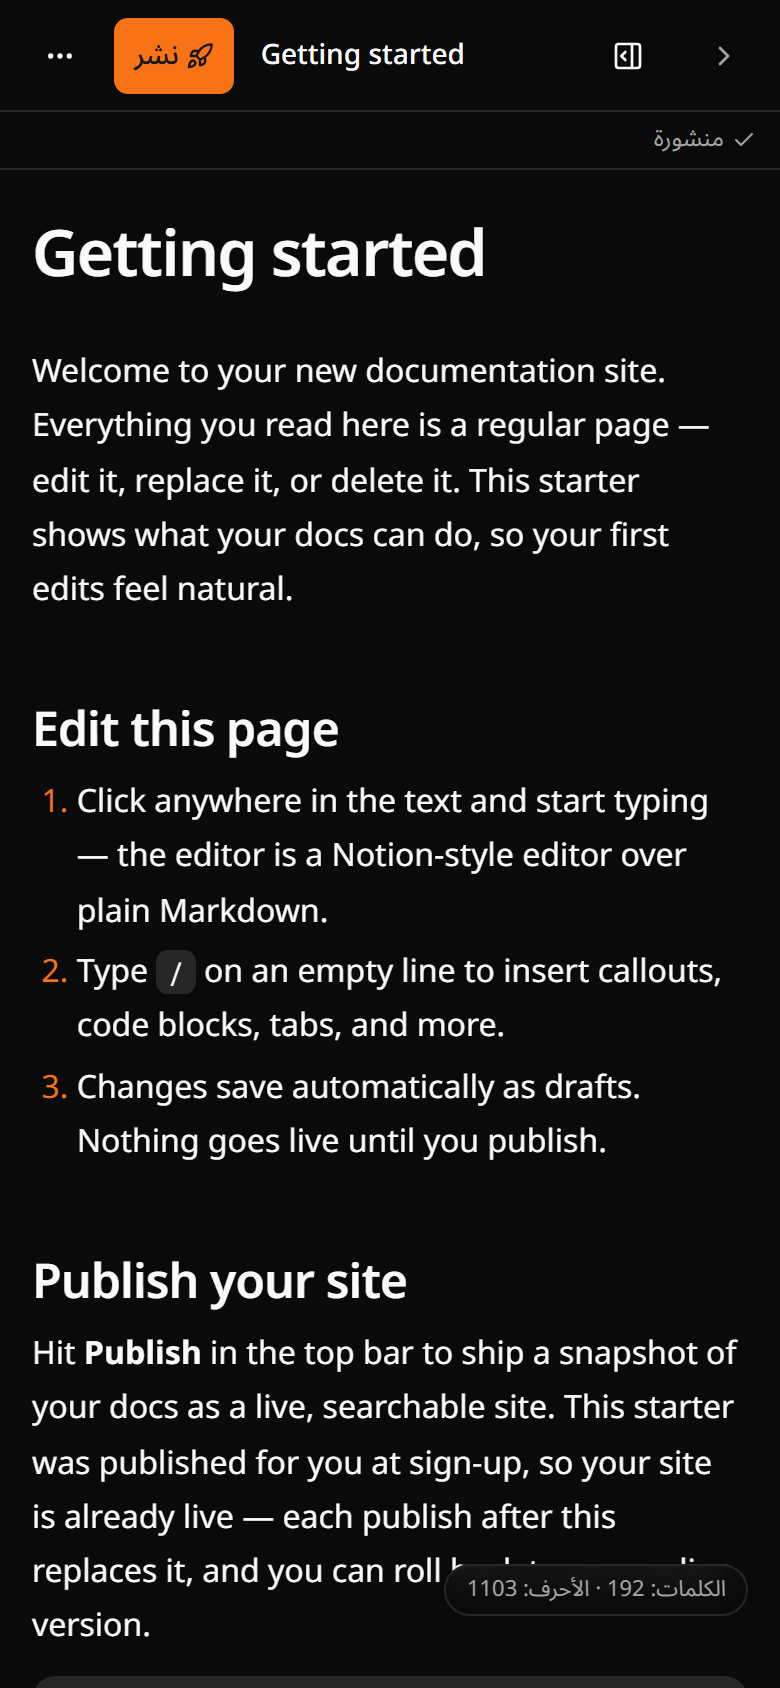 نشر
Getting started
منشورة
Getting started
Welcome to your new documentation site.
Everything you read here is a regular page —
edit it, replace it, or delete it. This starter
shows what your docs can do, so your first
edits feel natural.
Edit this page
1. Click anywhere in the text and start typing
— the editor is a Notion-style editor over
plain Markdown.
2. Type / on an empty line to insert callouts,
code blocks, tabs, and more.
3. Changes save automatically as drafts.
Nothing goes live until you publish.
Publish your site
Hit Publish in the top bar to ship a snapshot of
your docs as a live, searchable site. This starter
was published for you at sign-up, so your site
is already live — each publish after this
replaces it, and you can roll
version.
الكلمات: 192 · الأحرف: 1103